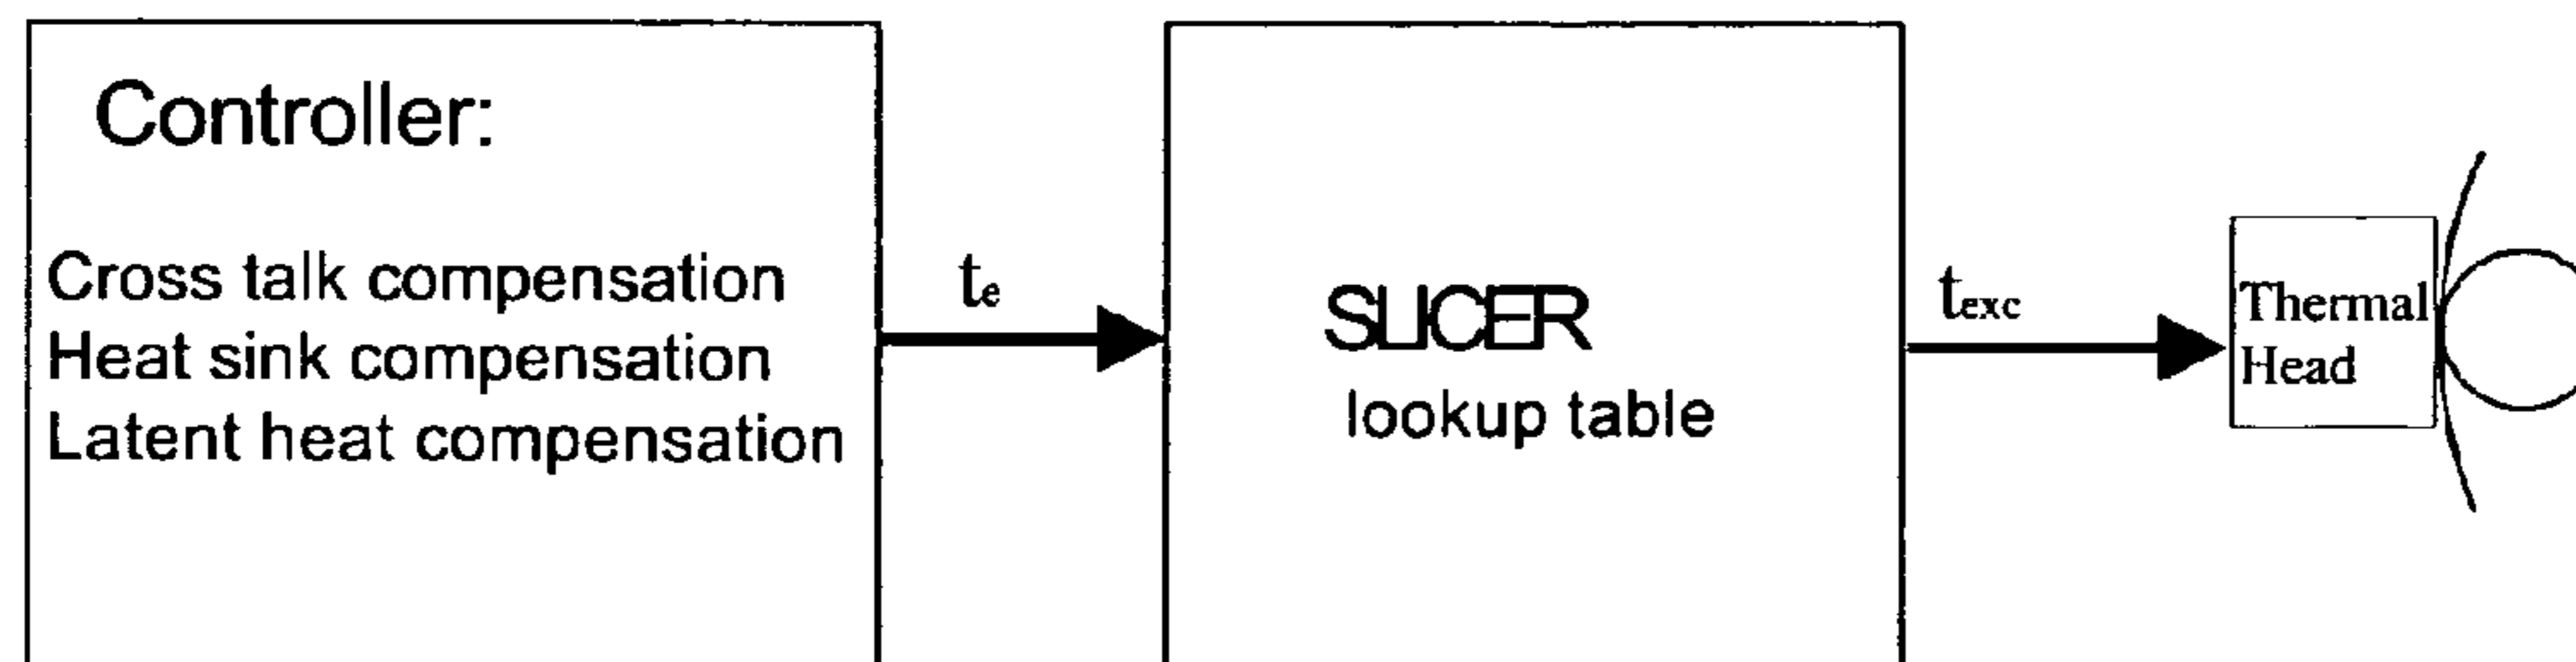 Controller:
Cross talk compensation
Heat sink compensation
Latent heat compensation
te
SLICER
lookup table
texc
Thermal
Head